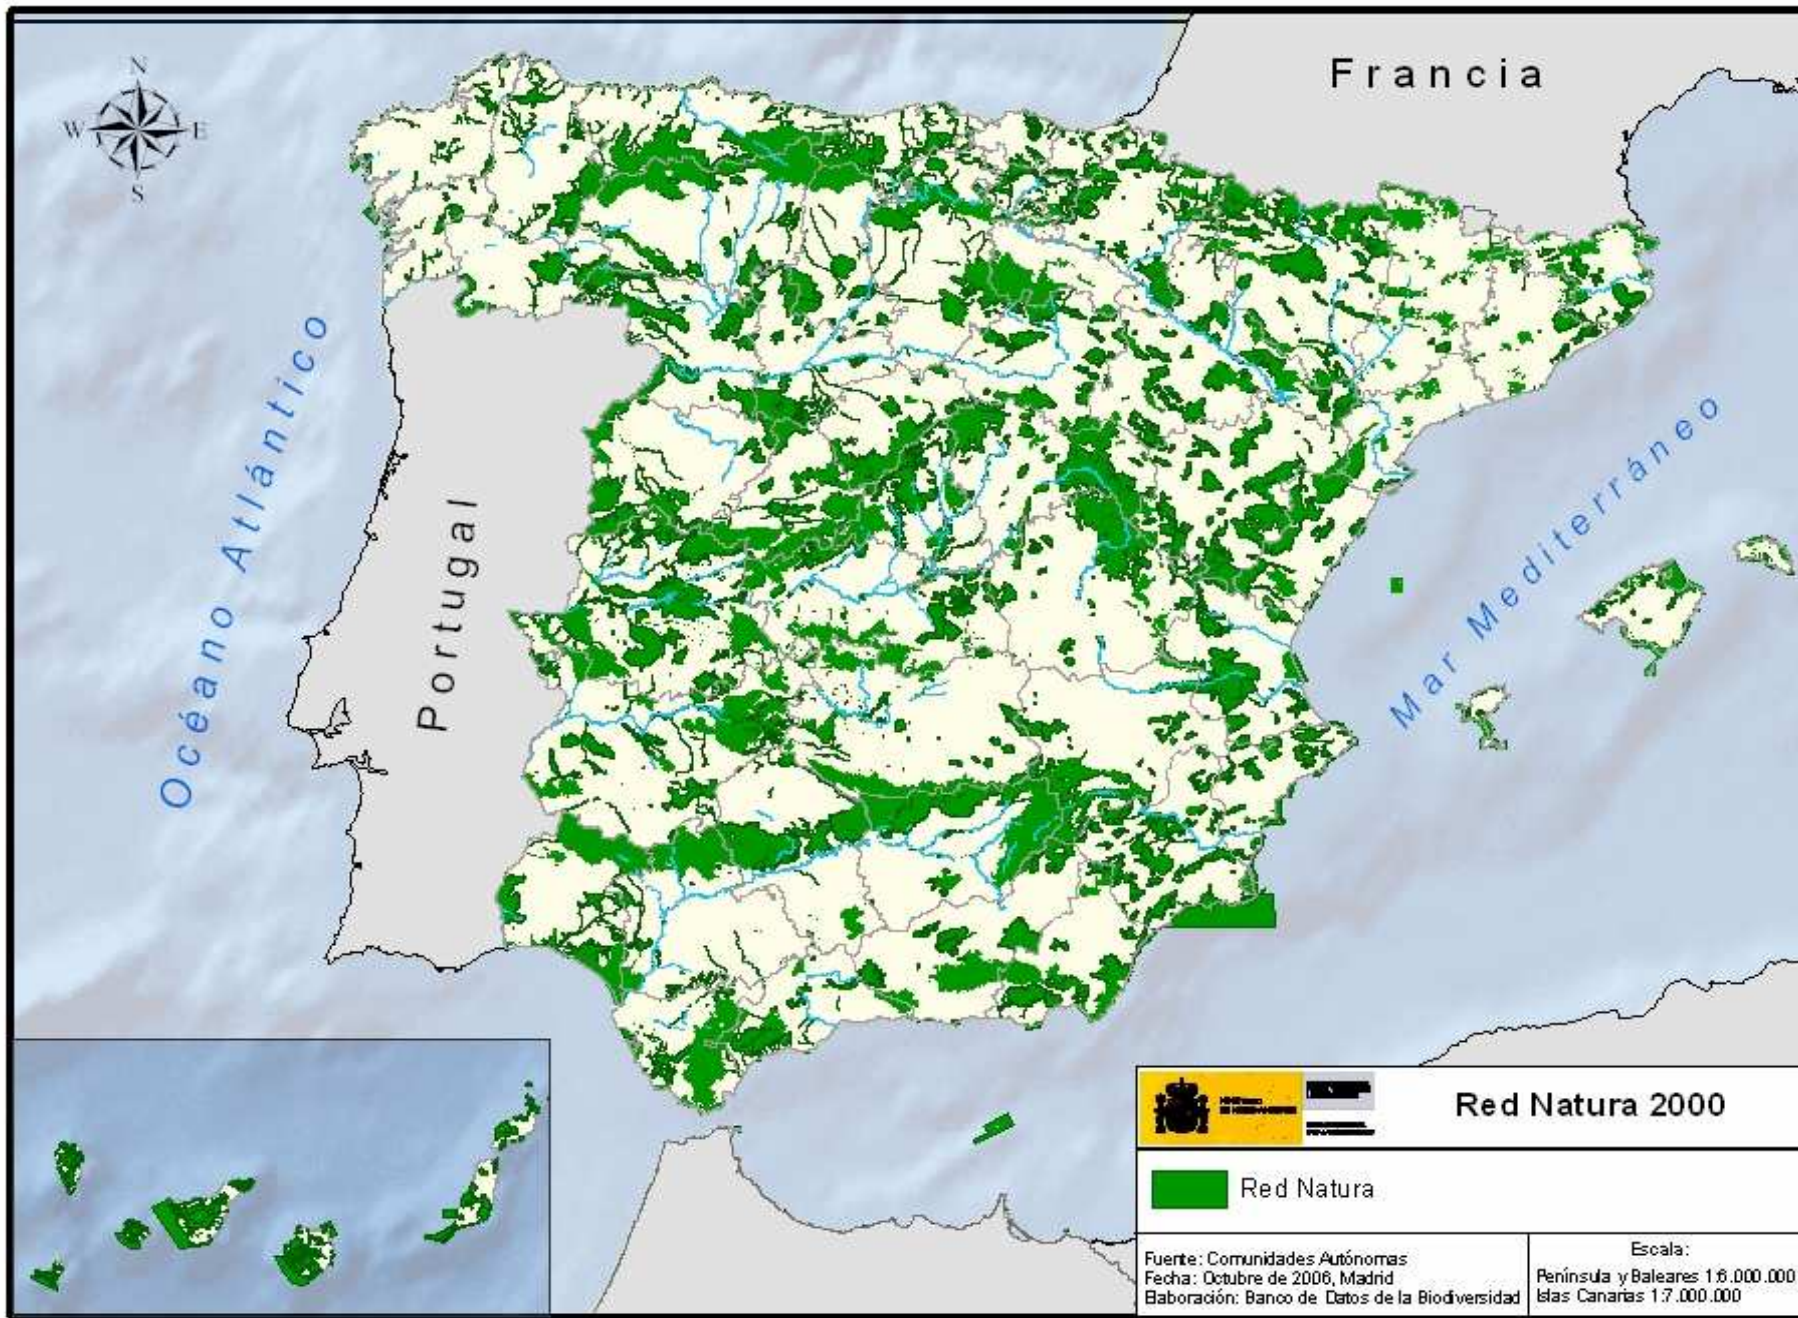 N
W E
S
Francia
Océano Atlántico
Portugal
Mar Mediterráneo
Red Natura 2000
Red Natura
Fuente: Comunidades Autónomas
Fecha: Octubre de 2006, Madrid
Elaboración: Banco de Datos de la Biodiversidad
Escala:
Península y Baleares 1:6.000.000
Islas Canarias 1:7.000.000